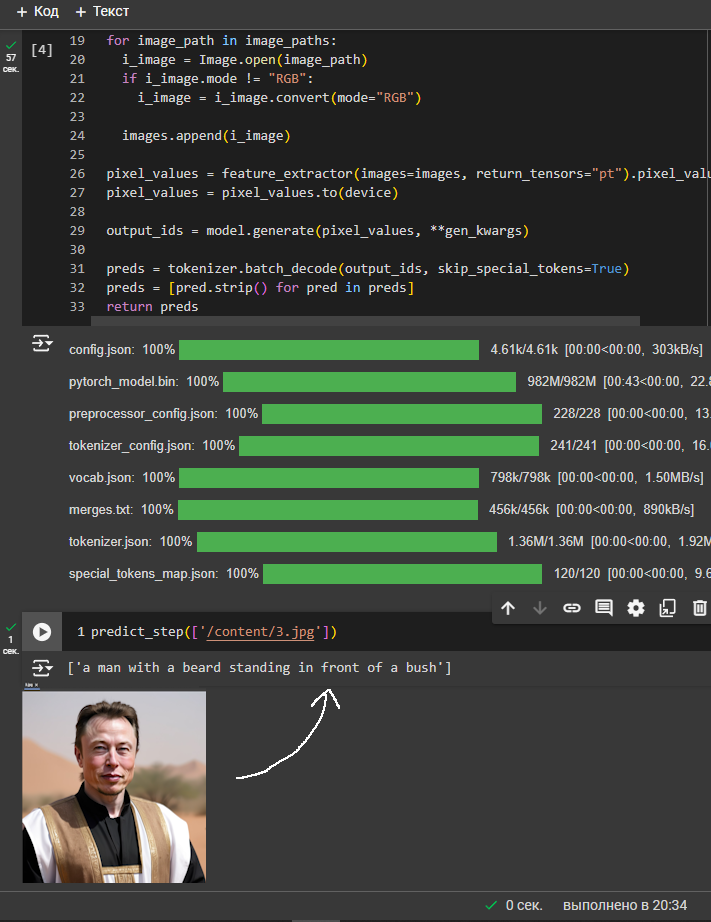 + Код + Текст
57
сек.
[4]
19 for image_path in image_paths:
20 i_image = Image.open(image_path)
21 if i_image.mode != "RGB":
22 i_image = i_image.convert(mode="RGB")
23
24 images.append(i_image)
25
26 pixel_values = feature_extractor(images=images, return_tensors="pt").pixel_valu
27 pixel_values = pixel_values.to(device)
28
29 output_ids = model.generate(pixel_values, **gen_kwargs)
30
31 preds = tokenizer.batch_decode(output_ids, skip_special_tokens=True)
32 preds = [pred.strip() for pred in preds]
33 return preds
config.json: 100% 4.61k/4.61k [00:00<00:00, 303kB/s]
pytorch_model.bin: 100% 982M/982M [00:43<00:00, 22.8
preprocessor_config.json: 100% 228/228 [00:00<00:00, 13.
tokenizer_config.json: 100% 241/241 [00:00<00:00, 16.
vocab.json: 100% 798k/798k [00:00<00:00, 1.50MB/s]
merges.txt: 100% 456k/456k [00:00<00:00, 890kB/s]
tokenizer.json: 100% 1.36M/1.36M [00:00<00:00, 1.92M
special_tokens_map.json: 100% 120/120 [00:00<00:00, 9.6
1
сек.
1 predict_step(['/content/3.jpg'])
['a man with a beard standing in front of a bush']
0 сек. выполнено в 20:34